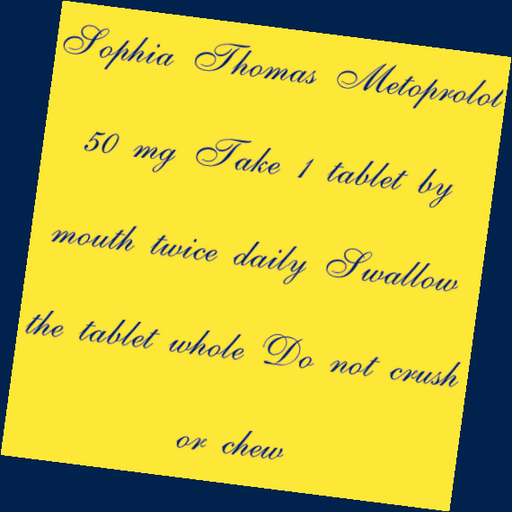 Sophia Thomas Metoprolol
50 mg Take 1 tablet by
mouth twice daily Swallow
the tablet whole Do not crush
or chew